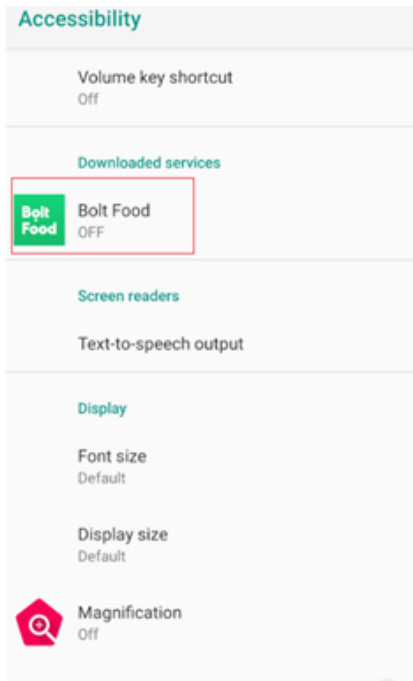 Accessibility
Volume key shortcut
Off
Downloaded services
Bolt
Food
Bolt Food
OFF
Screen readers
Text-to-speech output
Display
Font size
Default
Display size
Default
Magnification
Off